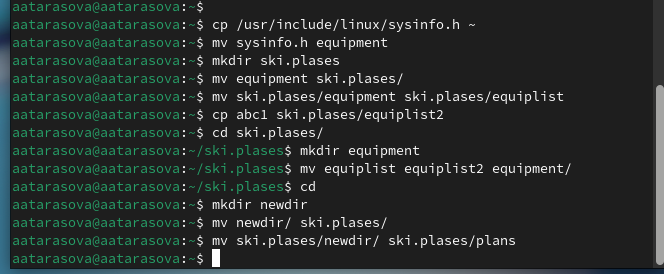 aatarasova@aatarasova:~$
aatarasova@aatarasova:~$ cp /usr/include/linux/sysinfo.h ~
aatarasova@aatarasova:~$ mv sysinfo.h equipment
aatarasova@aatarasova:~$ mkdir ski.plases
aatarasova@aatarasova:~$ mv equipment ski.plases/
aatarasova@aatarasova:~$ mv ski.plases/equipment ski.plases/equiplist
aatarasova@aatarasova:~$ cp abc1 ski.plases/equiplist2
aatarasova@aatarasova:~$ cd ski.plases/
aatarasova@aatarasova:~/ski.plases$ mkdir equipment
aatarasova@aatarasova:~/ski.plases$ mv equiplist equiplist2 equipment/
aatarasova@aatarasova:~/ski.plases$ cd
aatarasova@aatarasova:~$ mkdir newdir
aatarasova@aatarasova:~$ mv newdir/ ski.plases/
aatarasova@aatarasova:~$ mv ski.plases/newdir/ ski.plases/plans
aatarasova@aatarasova:~$